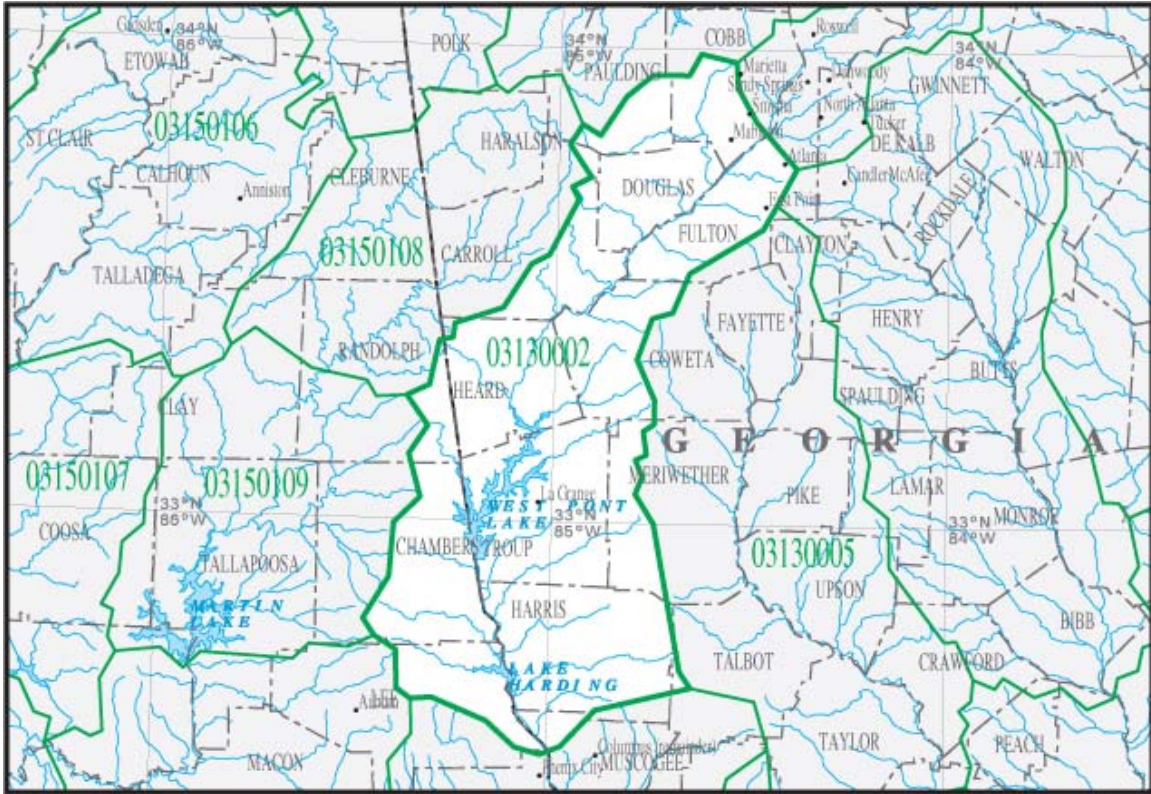 Gadsden
34°N
86°W
ETOWAH
ST CLAIR
03150106
CALHOUN
Anniston
TALLADEGA
CLEBURNE
03150108
RANDOLPH
POLK
HARALSON
CARROLL
34°N
85°W
PAULDING
COBB
Roswell
Marietta
Dunwoody
Sandy Springs
Smyrna
North Atlanta
Mableton
Tucker
DE KALB
Atlanta
Candler McAfee
East Point
DOUGLAS
FULTON
34°N
84°W
GWINNETT
WALTON
ROCKDALE
CLAYTON
HENRY
FAYETTE
COWETA
SPAULDING
BUTTS
03130002
HEARD
GEORGIA
CLAY
03150107
03150109
33°N
86°W
COOSA
TALLAPOOSA
MARTIN
LAKE
La Grange
WEST PONT
LAKE
33°N
85°W
CHAMBERS
TROUP
MERIWETHER
PIKE
LAMAR
33°N
84°W
MONROE
03130005
UPSON
BIBB
HARRIS
TALBOT
CRAWFORD
LAKE
HARDING
LEE
Auburn
MACON
Phenix City
MUSCOGEE
TAYLOR
PEACH